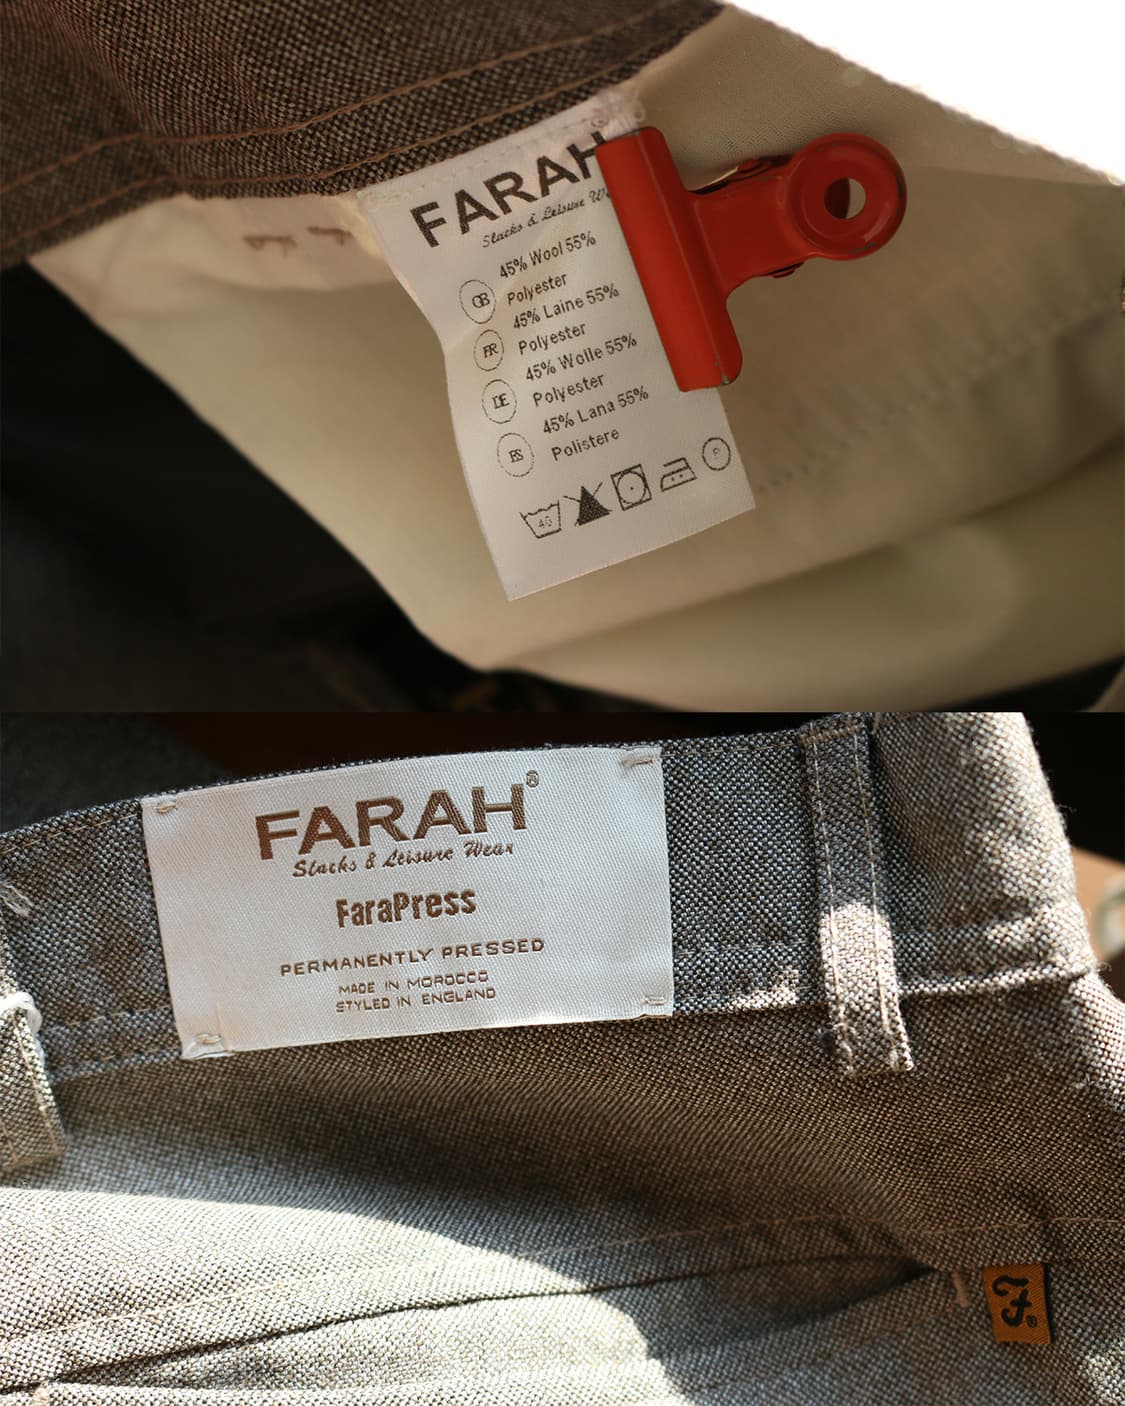 FARAH
Slacks & Leisure
45% Wool 55%
GB
Polyester
45% Laine 55%
FR
Polyester
45% Wolle 55%
DE
Polyester
45% Lana 55%
ES
Polistere
40
P
FARAH®
Slacks & Leisure Wear
FaraPress
PERMANENTLY PRESSED
MADE IN MOROCCO
STYLED IN ENGLAND
F®